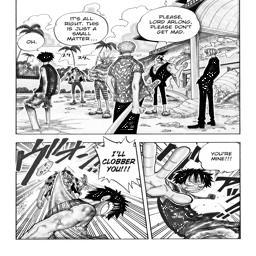 IT'S ALL
RIGHT. THIS IS
JUST A SMALL
MATTER...
PLEASE,
LORD ARLONG,
PLEASE DON'T
GET MAD.
OH..
I'LL
CLOBBER
YOU!!!
YOU'RE
MINE!!!